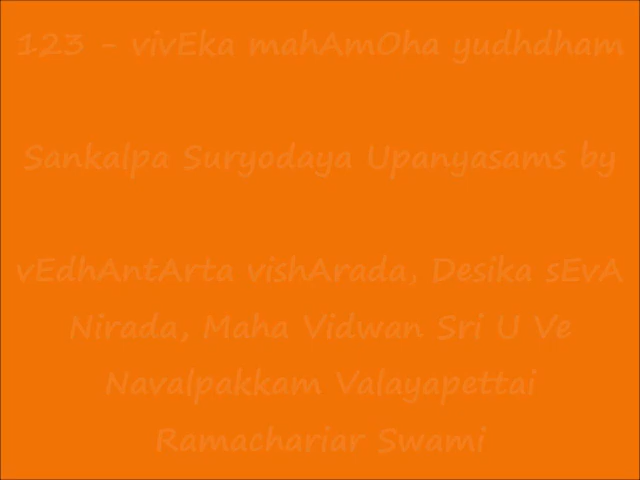 123 - vivEka mahAmOha yudhdham
Sankalpa Suryodaya Upanyasams by
vEdhAntArta vishArada, Desika sEvA
Nirada, Maha Vidwan Sri U Ve
Navalpakkam Valayapettai
Ramachariar Swami